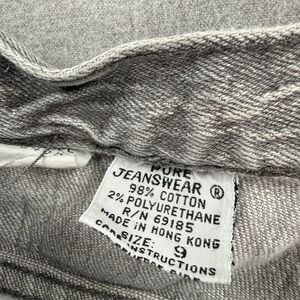 PURE
JEANSWEAR ®
98% COTTON
2% POLYURETHANE
R/N 69185
MADE IN HONG KONG
SIZE: 9